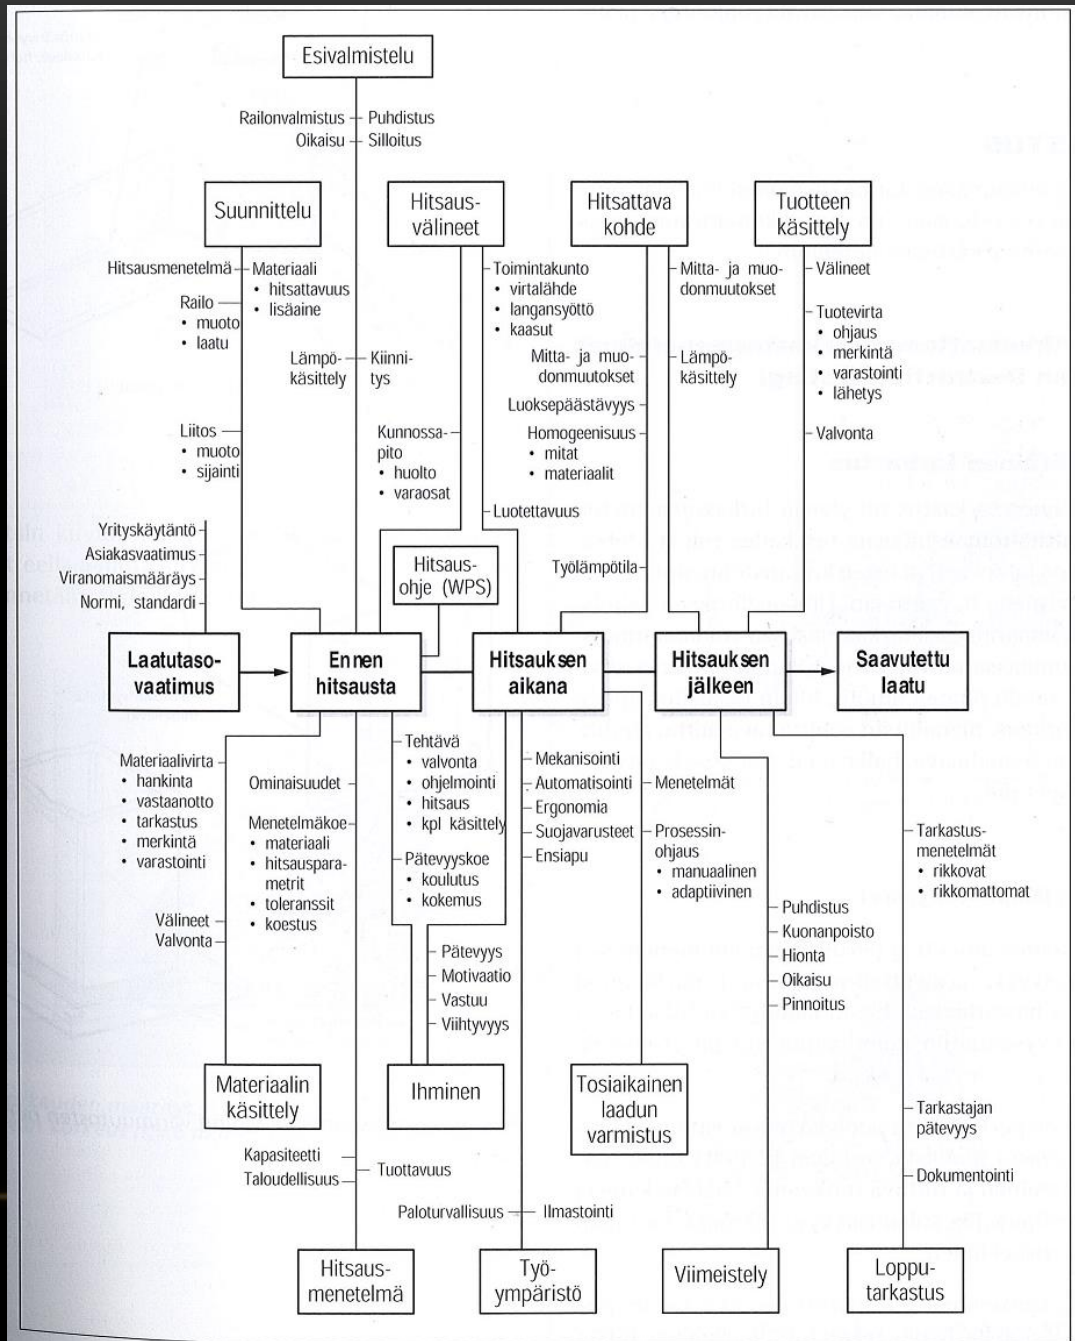 Esivalmistelu
Railonvalmistus
Puhdistus
Oikaisu
Silloitus
Suunnittelu
Hitsaus-
välineet
Hitsattava
kohde
Tuotteen
käsittely
Hitsausmenetelmä
Materiaali
• hitsattavuus
• lisäaine
Railo
• muoto
• laatu
Toimintakunto
• virtalähde
• langansyöttö
• kaasut
Mitta- ja muo-
donmuutokset
Välineet
Tuotevirta
• ohjaus
• merkintä
• varastointi
• lähetys
Lämpö-
käsittely
Kiinni-
tys
Mitta- ja muo-
donmuutokset
Lämpö-
käsittely
Luoksepäästävyys
Liitos
• muoto
• sijainti
Kunnossa-
pito
• huolto
• varaosat
Homogeenisuus
• mitat
• materiaalit
Valvonta
Luotettavuus
Yrityskäytäntö
Asiakasvaatimus
Viranomaismääräys
Normi, standardi
Hitsaus-
ohje (WPS)
Työlämpötila
Laatutaso-
vaatimus
Ennen
hitsausta
Hitsauksen
aikana
Hitsauksen
jälkeen
Saavutettu
laatu
Materiaalivirta
• hankinta
• vastaanotto
• tarkastus
• merkintä
• varastointi
Ominaisuudet
Menetelmäkoe
• materiaali
• hitsauspara-
metrit
• toleranssit
• koestus
Tehtävä
• valvonta
• ohjelmointi
• hitsaus
• kpl käsittely
Pätevyyskoe
• koulutus
• kokemus
Mekanisointi
Automatisointi
Ergonomia
Suojavarusteet
Ensiapu
Menetelmät
Prosessin-
ohjaus
• manuaalinen
• adaptiivinen
Tarkastus-
menetelmät
• rikkovat
• rikkomattomat
Välineet
Valvonta
Pätevyys
Motivaatio
Vastuu
Viihtyvyys
Puhdistus
Kuonanpoisto
Hionta
Oikaisu
Pinnoitus
Materiaalin
käsittely
Ihminen
Tosiaikainen
laadun
varmistus
Tarkastajan
pätevyys
Kapasiteetti
Taloudellisuus
Tuottavuus
Dokumentointi
Paloturvallisuus
Ilmastointi
Hitsaus-
menetelmä
Työ-
ympäristö
Viimeistely
Loppu-
tarkastus